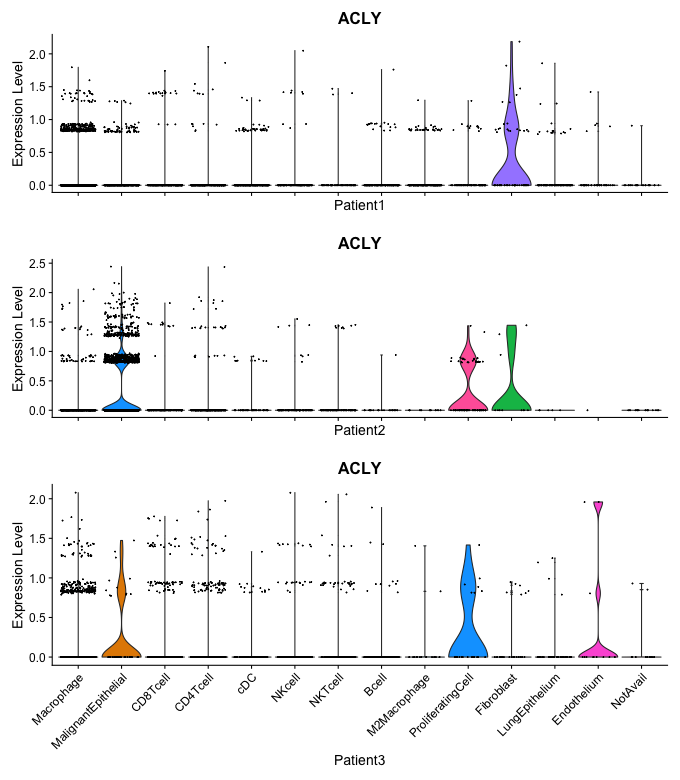 ACLY
Expression Level
2.0
1.5
1.0
0.5
0.0
Patient1
ACLY
Expression Level
2.5
2.0
1.5
1.0
0.5
0.0
Patient2
ACLY
Expression Level
2.0
1.5
1.0
0.5
0.0
Macrophage
MalignantEpithelial
CD8Tcell
CD4Tcell
cDC
NKcell
NKTcell
Bcell
M2Macrophage
ProliferatingCell
Fibroblast
LungEpithelium
Endothelium
NotAvail
Patient3